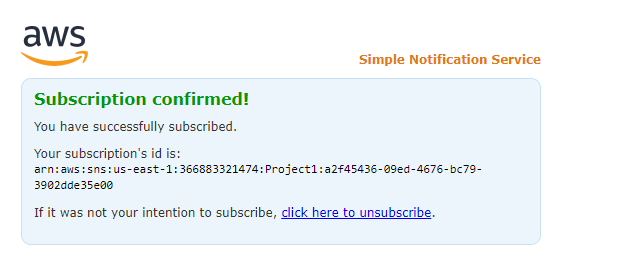 aws
Simple Notification Service
Subscription confirmed!
You have successfully subscribed.
Your subscription's id is:
arn:aws:sns:us-east-1:366883321474:Project1:a2f45436-09ed-4676-bc79-
3902dde35e00
If it was not your intention to subscribe, click here to unsubscribe.